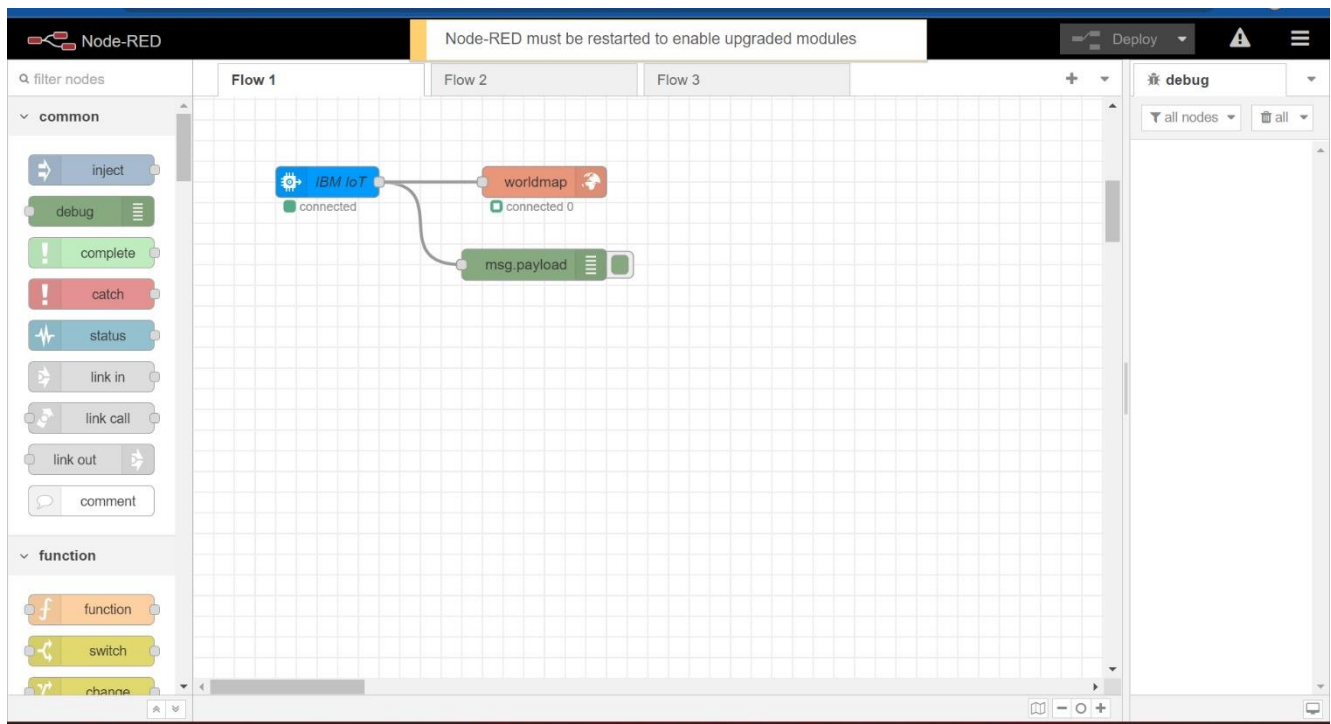 Node-RED
Node-RED must be restarted to enable upgraded modules
Deploy
filter nodes
Flow 1
Flow 2
Flow 3
debug
all nodes
all
common
inject
debug
complete
catch
status
link in
link call
link out
comment
function
function
switch
change
IBM IoT
connected
worldmap
connected 0
msg.payload